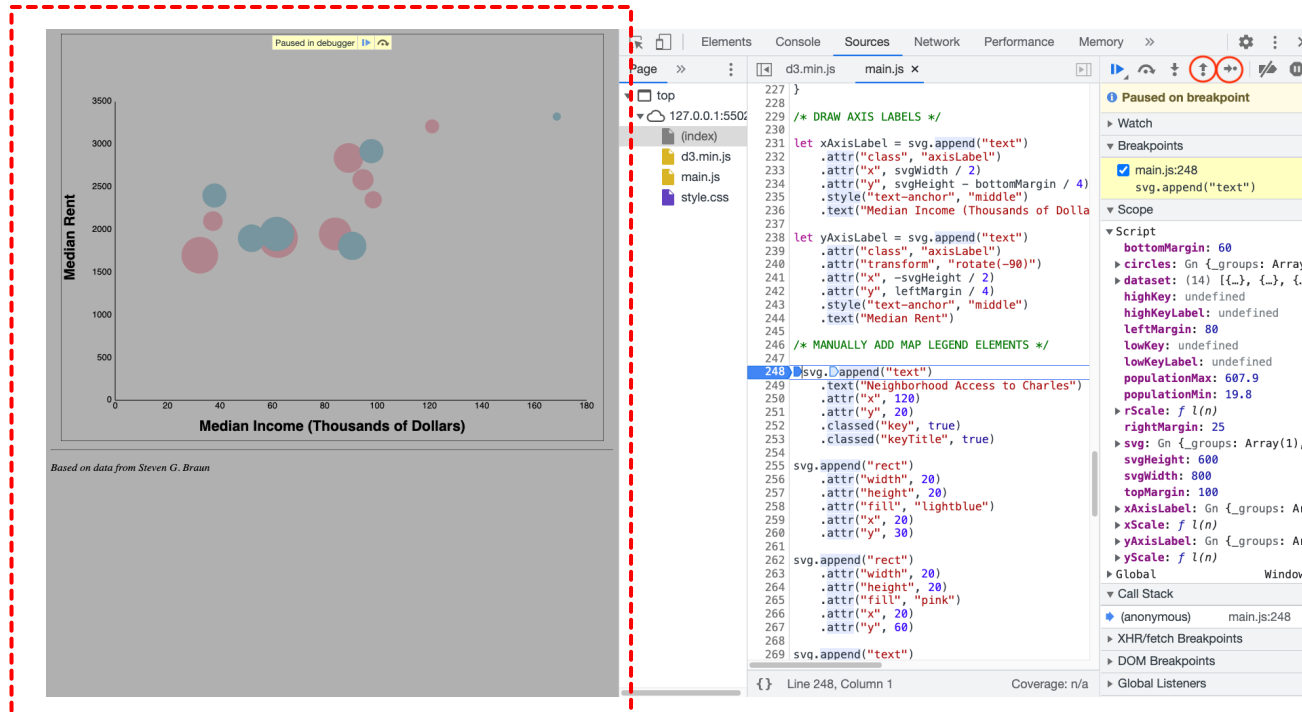 Paused in debugger
3500
3000
2500
2000
1500
1000
500
0
0 20 40 60 80 100 120 140 160 180
Median Rent
Median Income (Thousands of Dollars)
Based on data from Steven G. Braun
Elements Console Sources Network Performance Memory »
Page » ⋮
top
127.0.0.1:5502
(index)
d3.min.js
main.js
style.css
d3.min.js main.js ×
227 }
228
229 /* DRAW AXIS LABELS */
230
231 let xAxisLabel = svg.append("text")
232 .attr("class", "axisLabel")
233 .attr("x", svgWidth / 2)
234 .attr("y", svgHeight - bottomMargin / 4)
235 .style("text-anchor", "middle")
236 .text("Median Income (Thousands of Dolla
237
238 let yAxisLabel = svg.append("text")
239 .attr("class", "axisLabel")
240 .attr("transform", "rotate(-90)")
241 .attr("x", -svgHeight / 2)
242 .attr("y", leftMargin / 4)
243 .style("text-anchor", "middle")
244 .text("Median Rent")
245
246 /* MANUALLY ADD MAP LEGEND ELEMENTS */
247
248 svg.append("text")
249 .text("Neighborhood Access to Charles")
250 .attr("x", 120)
251 .attr("y", 20)
252 .classed("key", true)
253 .classed("keyTitle", true)
254
255 svg.append("rect")
256 .attr("width", 20)
257 .attr("height", 20)
258 .attr("fill", "lightblue")
259 .attr("x", 20)
260 .attr("y", 30)
261
262 svg.append("rect")
263 .attr("width", 20)
264 .attr("height", 20)
265 .attr("fill", "pink")
266 .attr("x", 20)
267 .attr("y", 60)
268
269 svg.append("text")
{} Line 248, Column 1 Coverage: n/a
Paused on breakpoint
Watch
Breakpoints
main.js:248
svg.append("text")
Scope
Script
bottomMargin: 60
circles: Gn {_groups: Array
dataset: (14) [{…}, {…}, {…
highKey: undefined
highKeyLabel: undefined
leftMargin: 80
lowKey: undefined
lowKeyLabel: undefined
populationMax: 607.9
populationMin: 19.8
rScale: ƒ l(n)
rightMargin: 25
svg: Gn {_groups: Array(1),
svgHeight: 600
svgWidth: 800
topMargin: 100
xAxisLabel: Gn {_groups: Ar
xScale: ƒ l(n)
yAxisLabel: Gn {_groups: Ar
yScale: ƒ l(n)
Global Window
Call Stack
(anonymous) main.js:248
XHR/fetch Breakpoints
DOM Breakpoints
Global Listeners